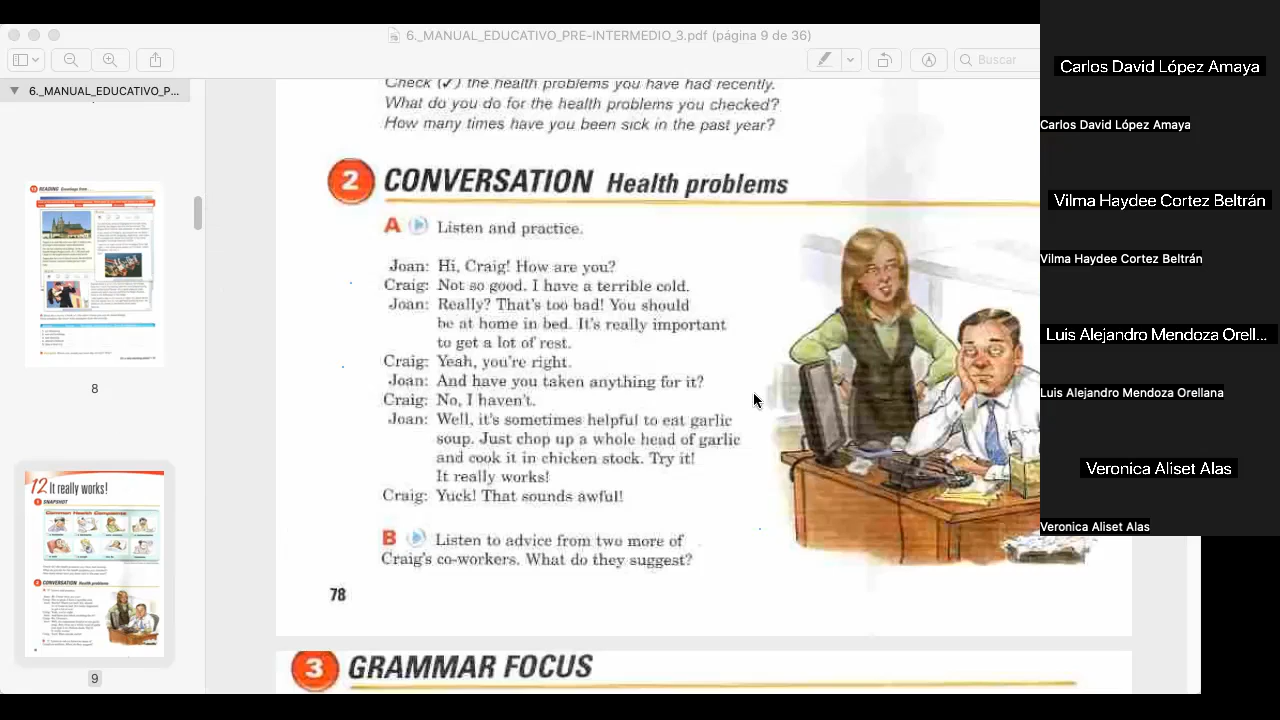 6._MANUAL_EDUCATIVO_PRE-INTERMEDIO_3.pdf (página 9 de 36)
Buscar
6._MANUAL_EDUCATIVO_P...
8
12 It really works!
1 SNAPSHOT
Common Health Complaints
2 CONVERSATION Health problems
9
Check (✓) the health problems you have had recently.
What do you do for the health problems you checked?
How many times have you been sick in the past year?
2 CONVERSATION Health problems
A Listen and practice.
Joan: Hi, Craig! How are you?
Craig: Not so good. I have a terrible cold.
Joan: Really? That's too bad! You should
be at home in bed. It's really important
to get a lot of rest.
Craig: Yeah, you're right.
Joan: And have you taken anything for it?
Craig: No, I haven't.
Joan: Well, it's sometimes helpful to eat garlic
soup. Just chop up a whole head of garlic
and cook it in chicken stock. Try it!
It really works!
Craig: Yuck! That sounds awful!
B Listen to advice from two more of
Craig's co-workers. What do they suggest?
78
3 GRAMMAR FOCUS
Carlos David López Amaya
Carlos David López Amaya
Vilma Haydee Cortez Beltrán
Vilma Haydee Cortez Beltrán
Luis Alejandro Mendoza Orell...
Luis Alejandro Mendoza Orellana
Veronica Aliset Alas
Veronica Aliset Alas